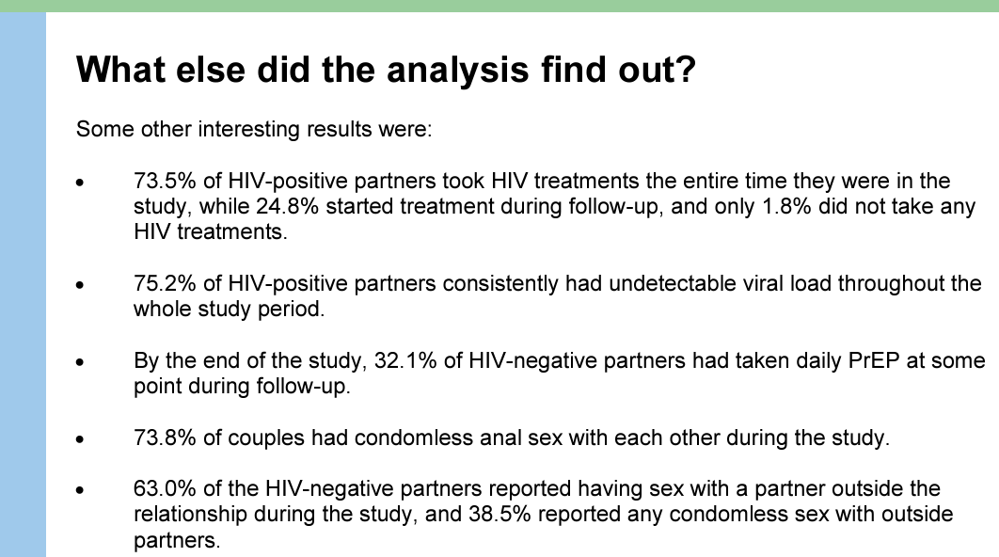 What else did the analysis find out?
Some other interesting results were:
• 73.5% of HIV-positive partners took HIV treatments the entire time they were in the
study, while 24.8% started treatment during follow-up, and only 1.8% did not take any
HIV treatments.
• 75.2% of HIV-positive partners consistently had undetectable viral load throughout the
whole study period.
• By the end of the study, 32.1% of HIV-negative partners had taken daily PrEP at some
point during follow-up.
• 73.8% of couples had condomless anal sex with each other during the study.
• 63.0% of the HIV-negative partners reported having sex with a partner outside the
relationship during the study, and 38.5% reported any condomless sex with outside
partners.